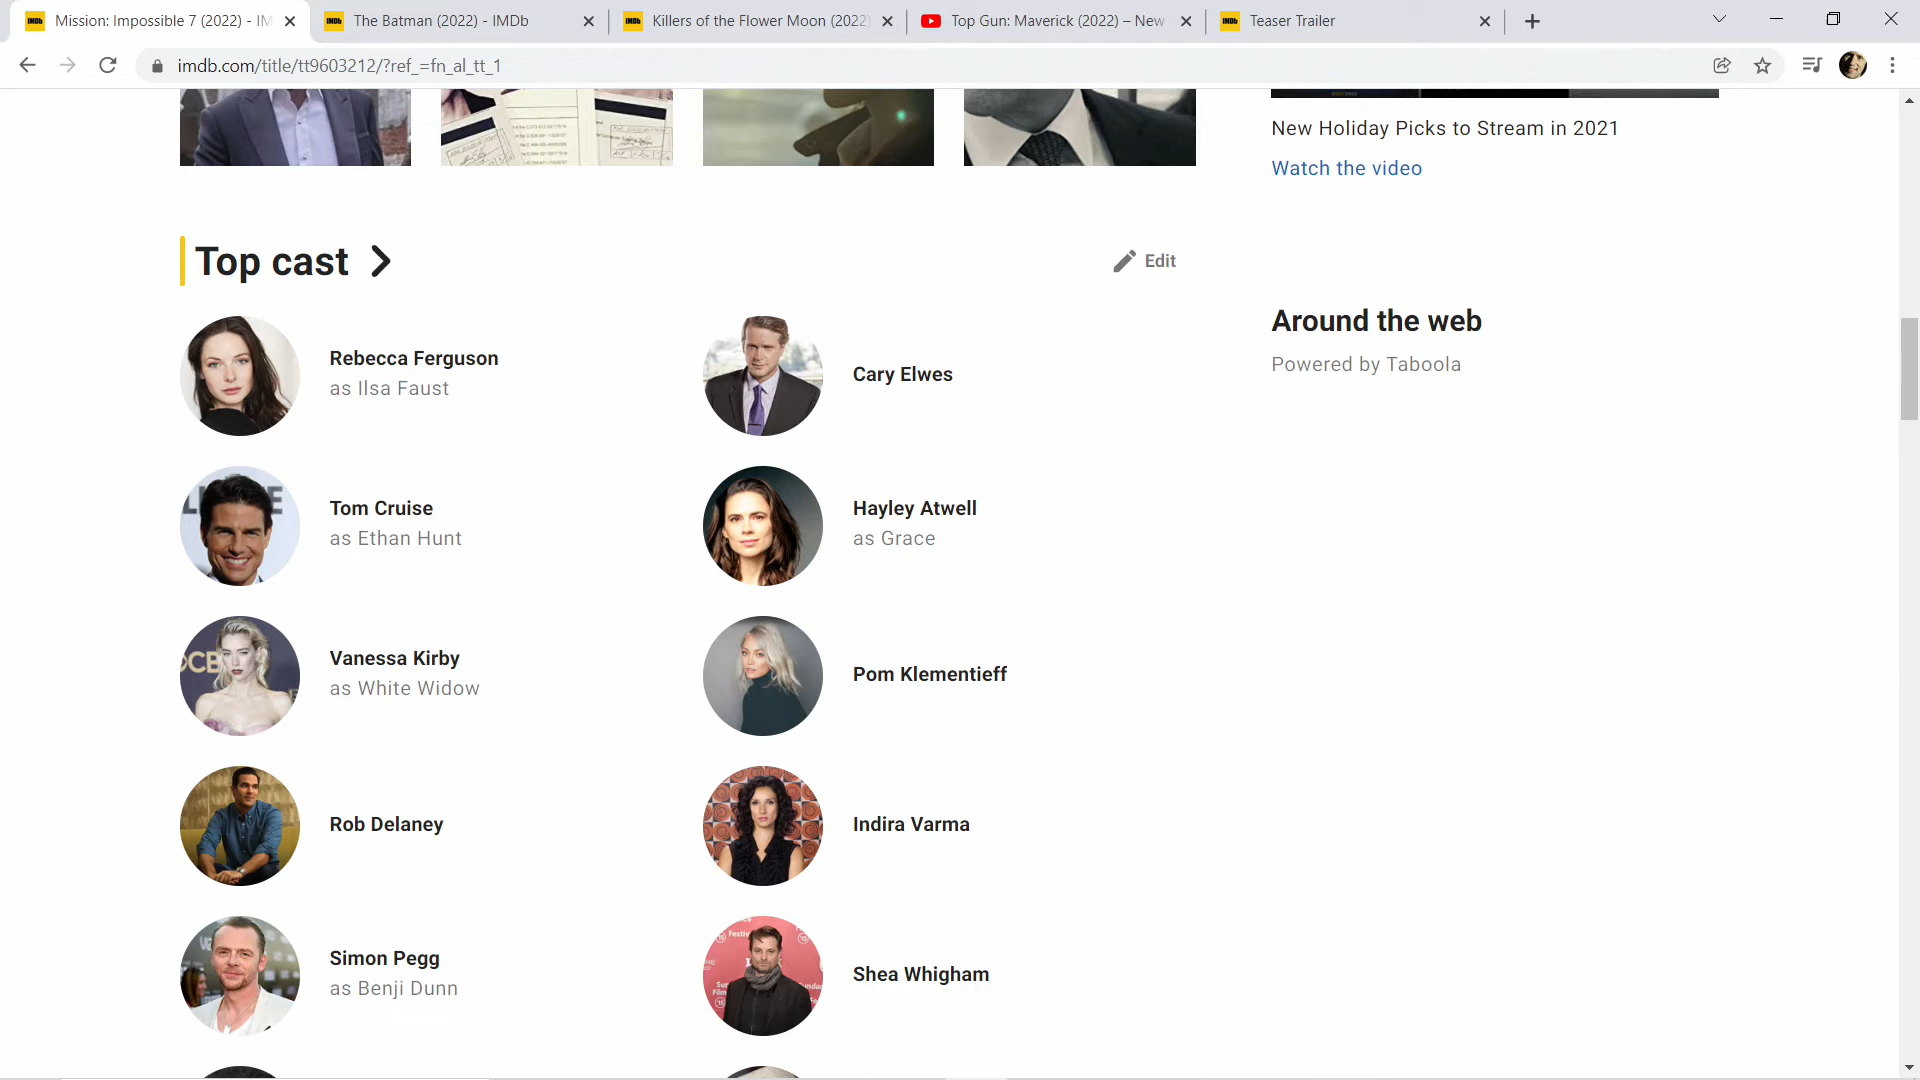 Mission: Impossible 7 (2022) - IM
The Batman (2022) - IMDb
Killers of the Flower Moon (2022
Top Gun: Maverick (2022) – New
Teaser Trailer
imdb.com/title/tt9603212/?ref_=fn_al_tt_1
New Holiday Picks to Stream in 2021
Watch the video
Top cast
Edit
Around the web
Powered by Taboola
Rebecca Ferguson
as Ilsa Faust
Cary Elwes
Tom Cruise
as Ethan Hunt
Hayley Atwell
as Grace
Vanessa Kirby
as White Widow
Pom Klementieff
Rob Delaney
Indira Varma
Simon Pegg
as Benji Dunn
Shea Whigham